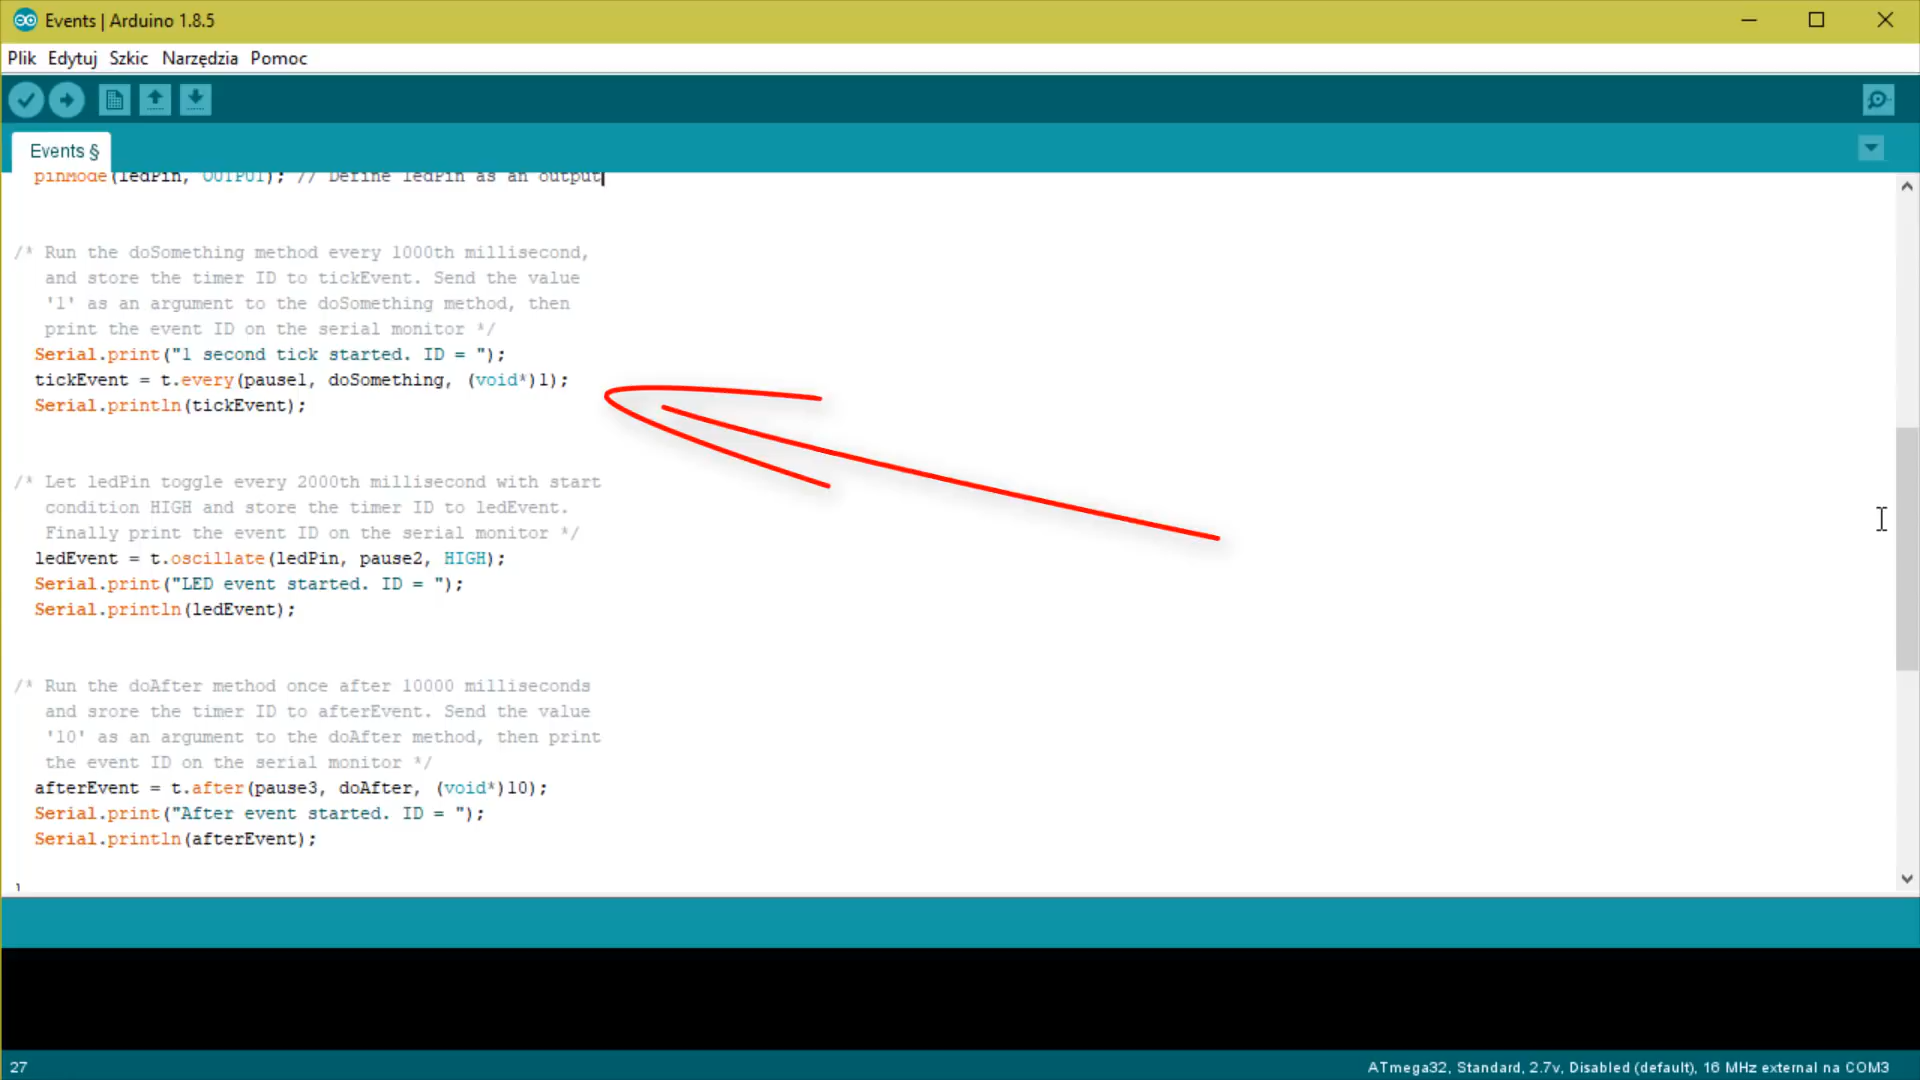 Events | Arduino 1.8.5
Plik Edytuj Szkic Narzędzia Pomoc
Events §
pinMode(ledPin, OUTPUT); // Define ledPin as an output
/* Run the doSomething method every 1000th millisecond,
and store the timer ID to tickEvent. Send the value
'1' as an argument to the doSomething method, then
print the event ID on the serial monitor */
Serial.print("1 second tick started. ID = ");
tickEvent = t.every(pause1, doSomething, (void*)1);
Serial.println(tickEvent);
/* Let ledPin toggle every 2000th millisecond with start
condition HIGH and store the timer ID to ledEvent.
Finally print the event ID on the serial monitor */
ledEvent = t.oscillate(ledPin, pause2, HIGH);
Serial.print("LED event started. ID = ");
Serial.println(ledEvent);
/* Run the doAfter method once after 10000 milliseconds
and srore the timer ID to afterEvent. Send the value
'10' as an argument to the doAfter method, then print
the event ID on the serial monitor */
afterEvent = t.after(pause3, doAfter, (void*)10);
Serial.print("After event started. ID = ");
Serial.println(afterEvent);
}
27
ATmega32, Standard, 2.7v, Disabled (default), 16 MHz external na COM3